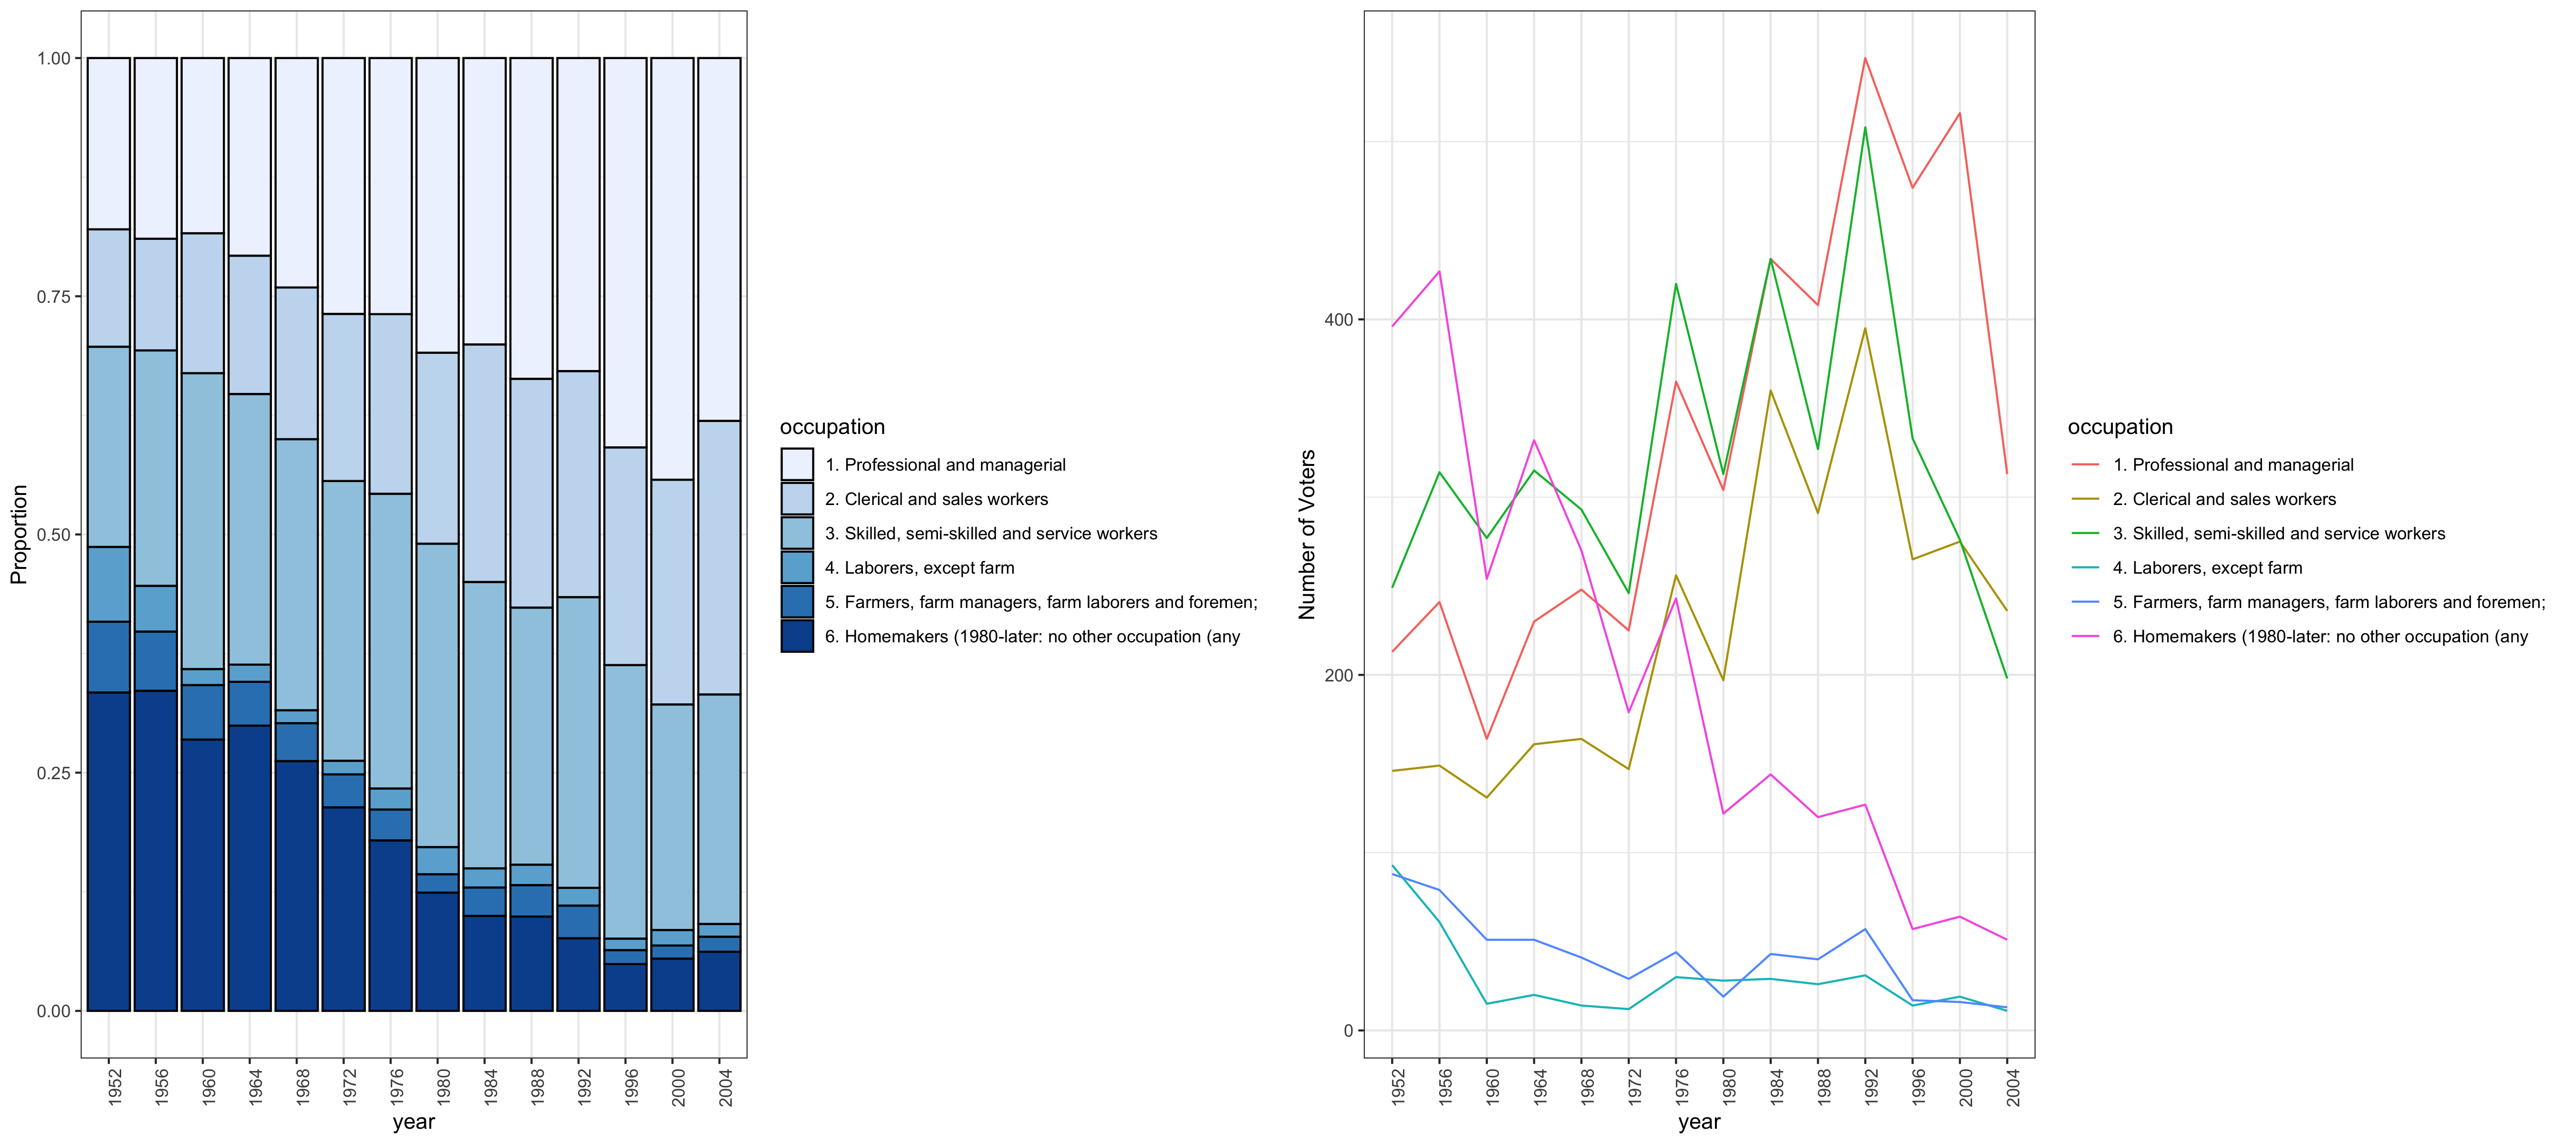 1.00
0.75
0.50
0.25
0.00
Proportion
1952
1956
1960
1964
1968
1972
1976
1980
1984
1988
1992
1996
2000
2004
year
occupation
1. Professional and managerial
2. Clerical and sales workers
3. Skilled, semi-skilled and service workers
4. Laborers, except farm
5. Farmers, farm managers, farm laborers and foremen;
6. Homemakers (1980-later: no other occupation (any
400
200
0
Number of Voters
1952
1956
1960
1964
1968
1972
1976
1980
1984
1988
1992
1996
2000
2004
year
occupation
1. Professional and managerial
2. Clerical and sales workers
3. Skilled, semi-skilled and service workers
4. Laborers, except farm
5. Farmers, farm managers, farm laborers and foremen;
6. Homemakers (1980-later: no other occupation (any